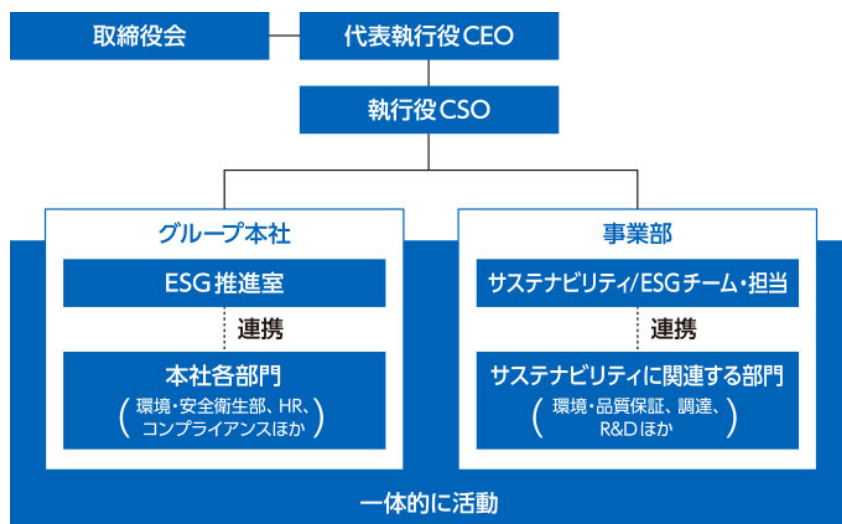 取締役会
代表執行役CEO
執行役CSO
グループ本社
ESG推進室
連携
本社各部門
(環境・安全衛生部、HR、
コンプライアンスほか)
事業部
サステナビリティ/ESGチーム・担当
連携
サステナビリティに関連する部門
(環境・品質保証、調達、
R&Dほか)
一体的に活動